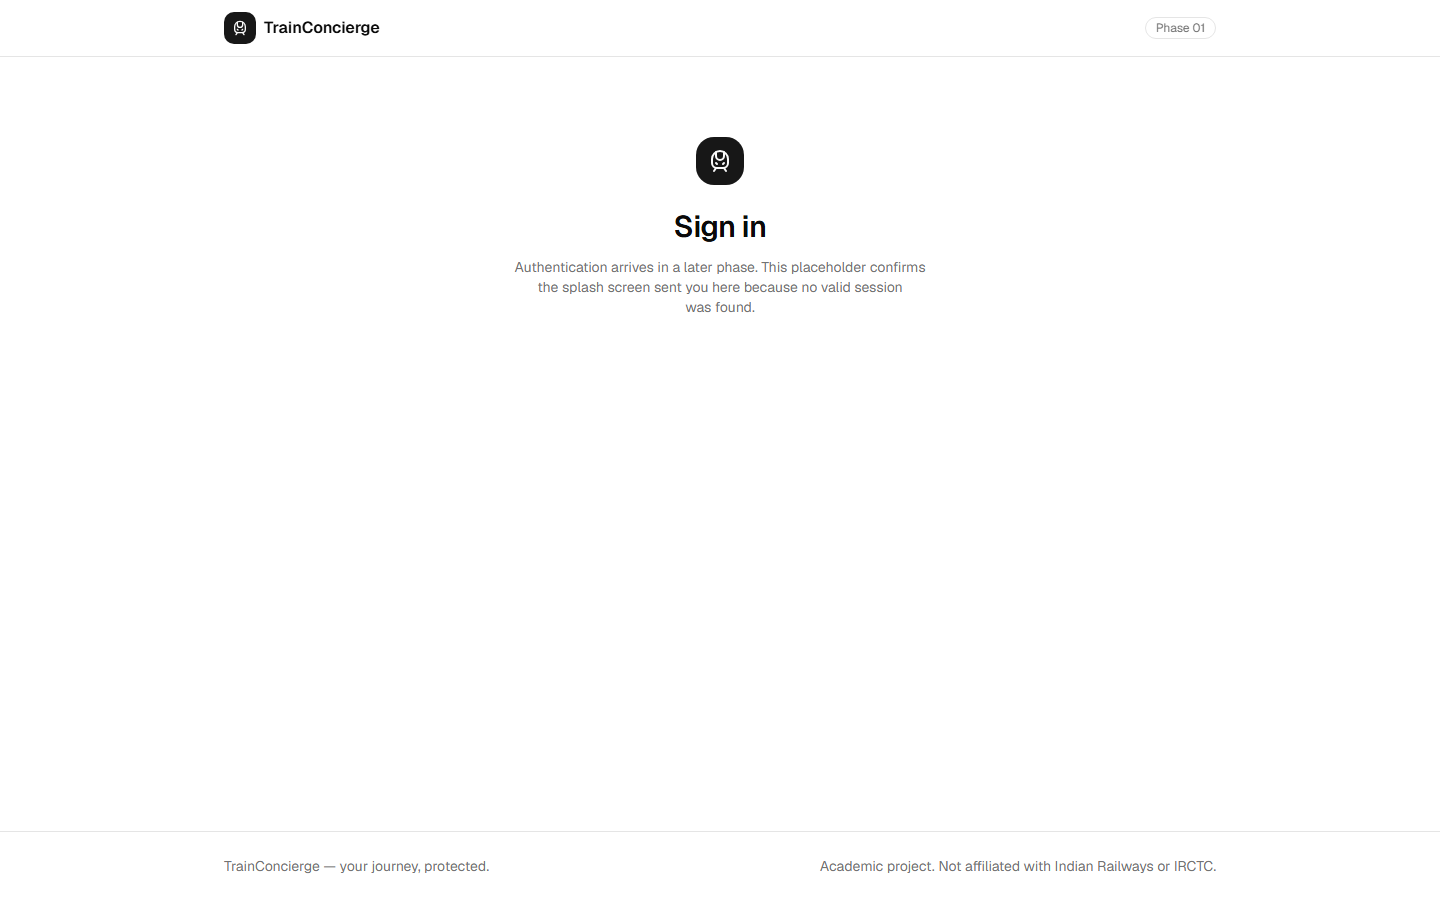 TrainConcierge
Phase 01
Sign in
Authentication arrives in a later phase. This placeholder confirms
the splash screen sent you here because no valid session
was found.
TrainConcierge — your journey, protected.
Academic project. Not affiliated with Indian Railways or IRCTC.